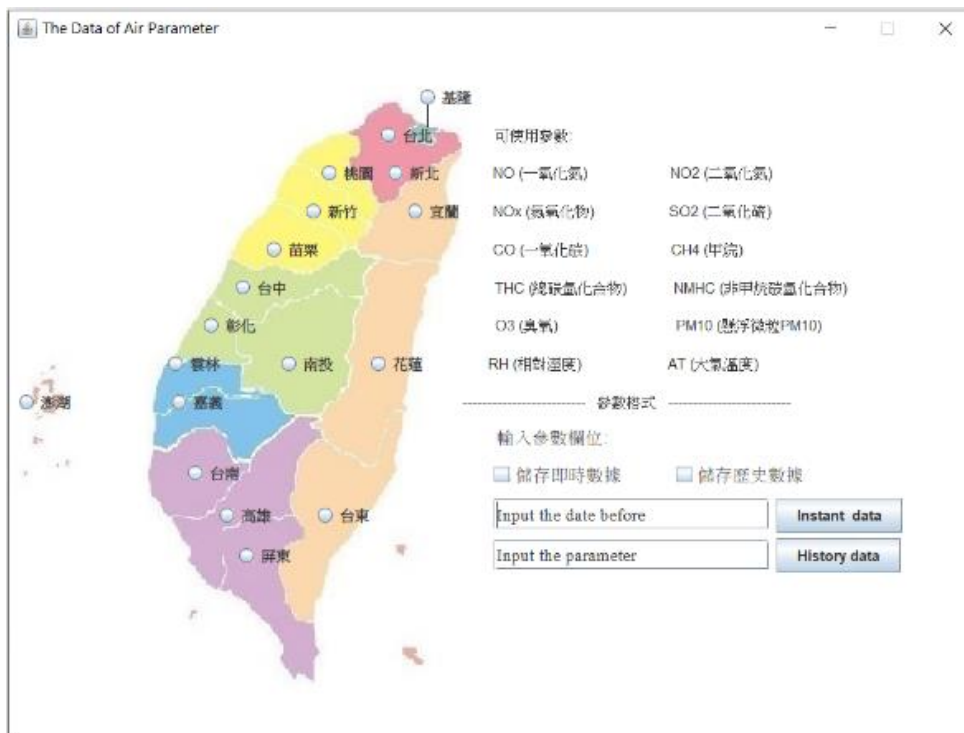 The Data of Air Parameter
基隆
台北
桃園
新北
新竹
宜蘭
苗栗
台中
彰化
雲林
南投
花蓮
澎湖
嘉義
台南
高雄
台東
屏東
可使用參數:
NO (一氧化氮) NO2 (二氧化氮)
NOx (氮氧化物) SO2 (二氧化硫)
CO (一氧化碳) CH4 (甲烷)
THC (總碳氫化合物) NMHC (非甲烷碳氫化合物)
O3 (臭氧) PM10 (懸浮微粒PM10)
RH (相對溼度) AT (大氣溫度)
------------------------ 參數格式 ------------------------
輸入參數欄位:
儲存即時數據 儲存歷史數據
Input the date before Instant data
Input the parameter History data